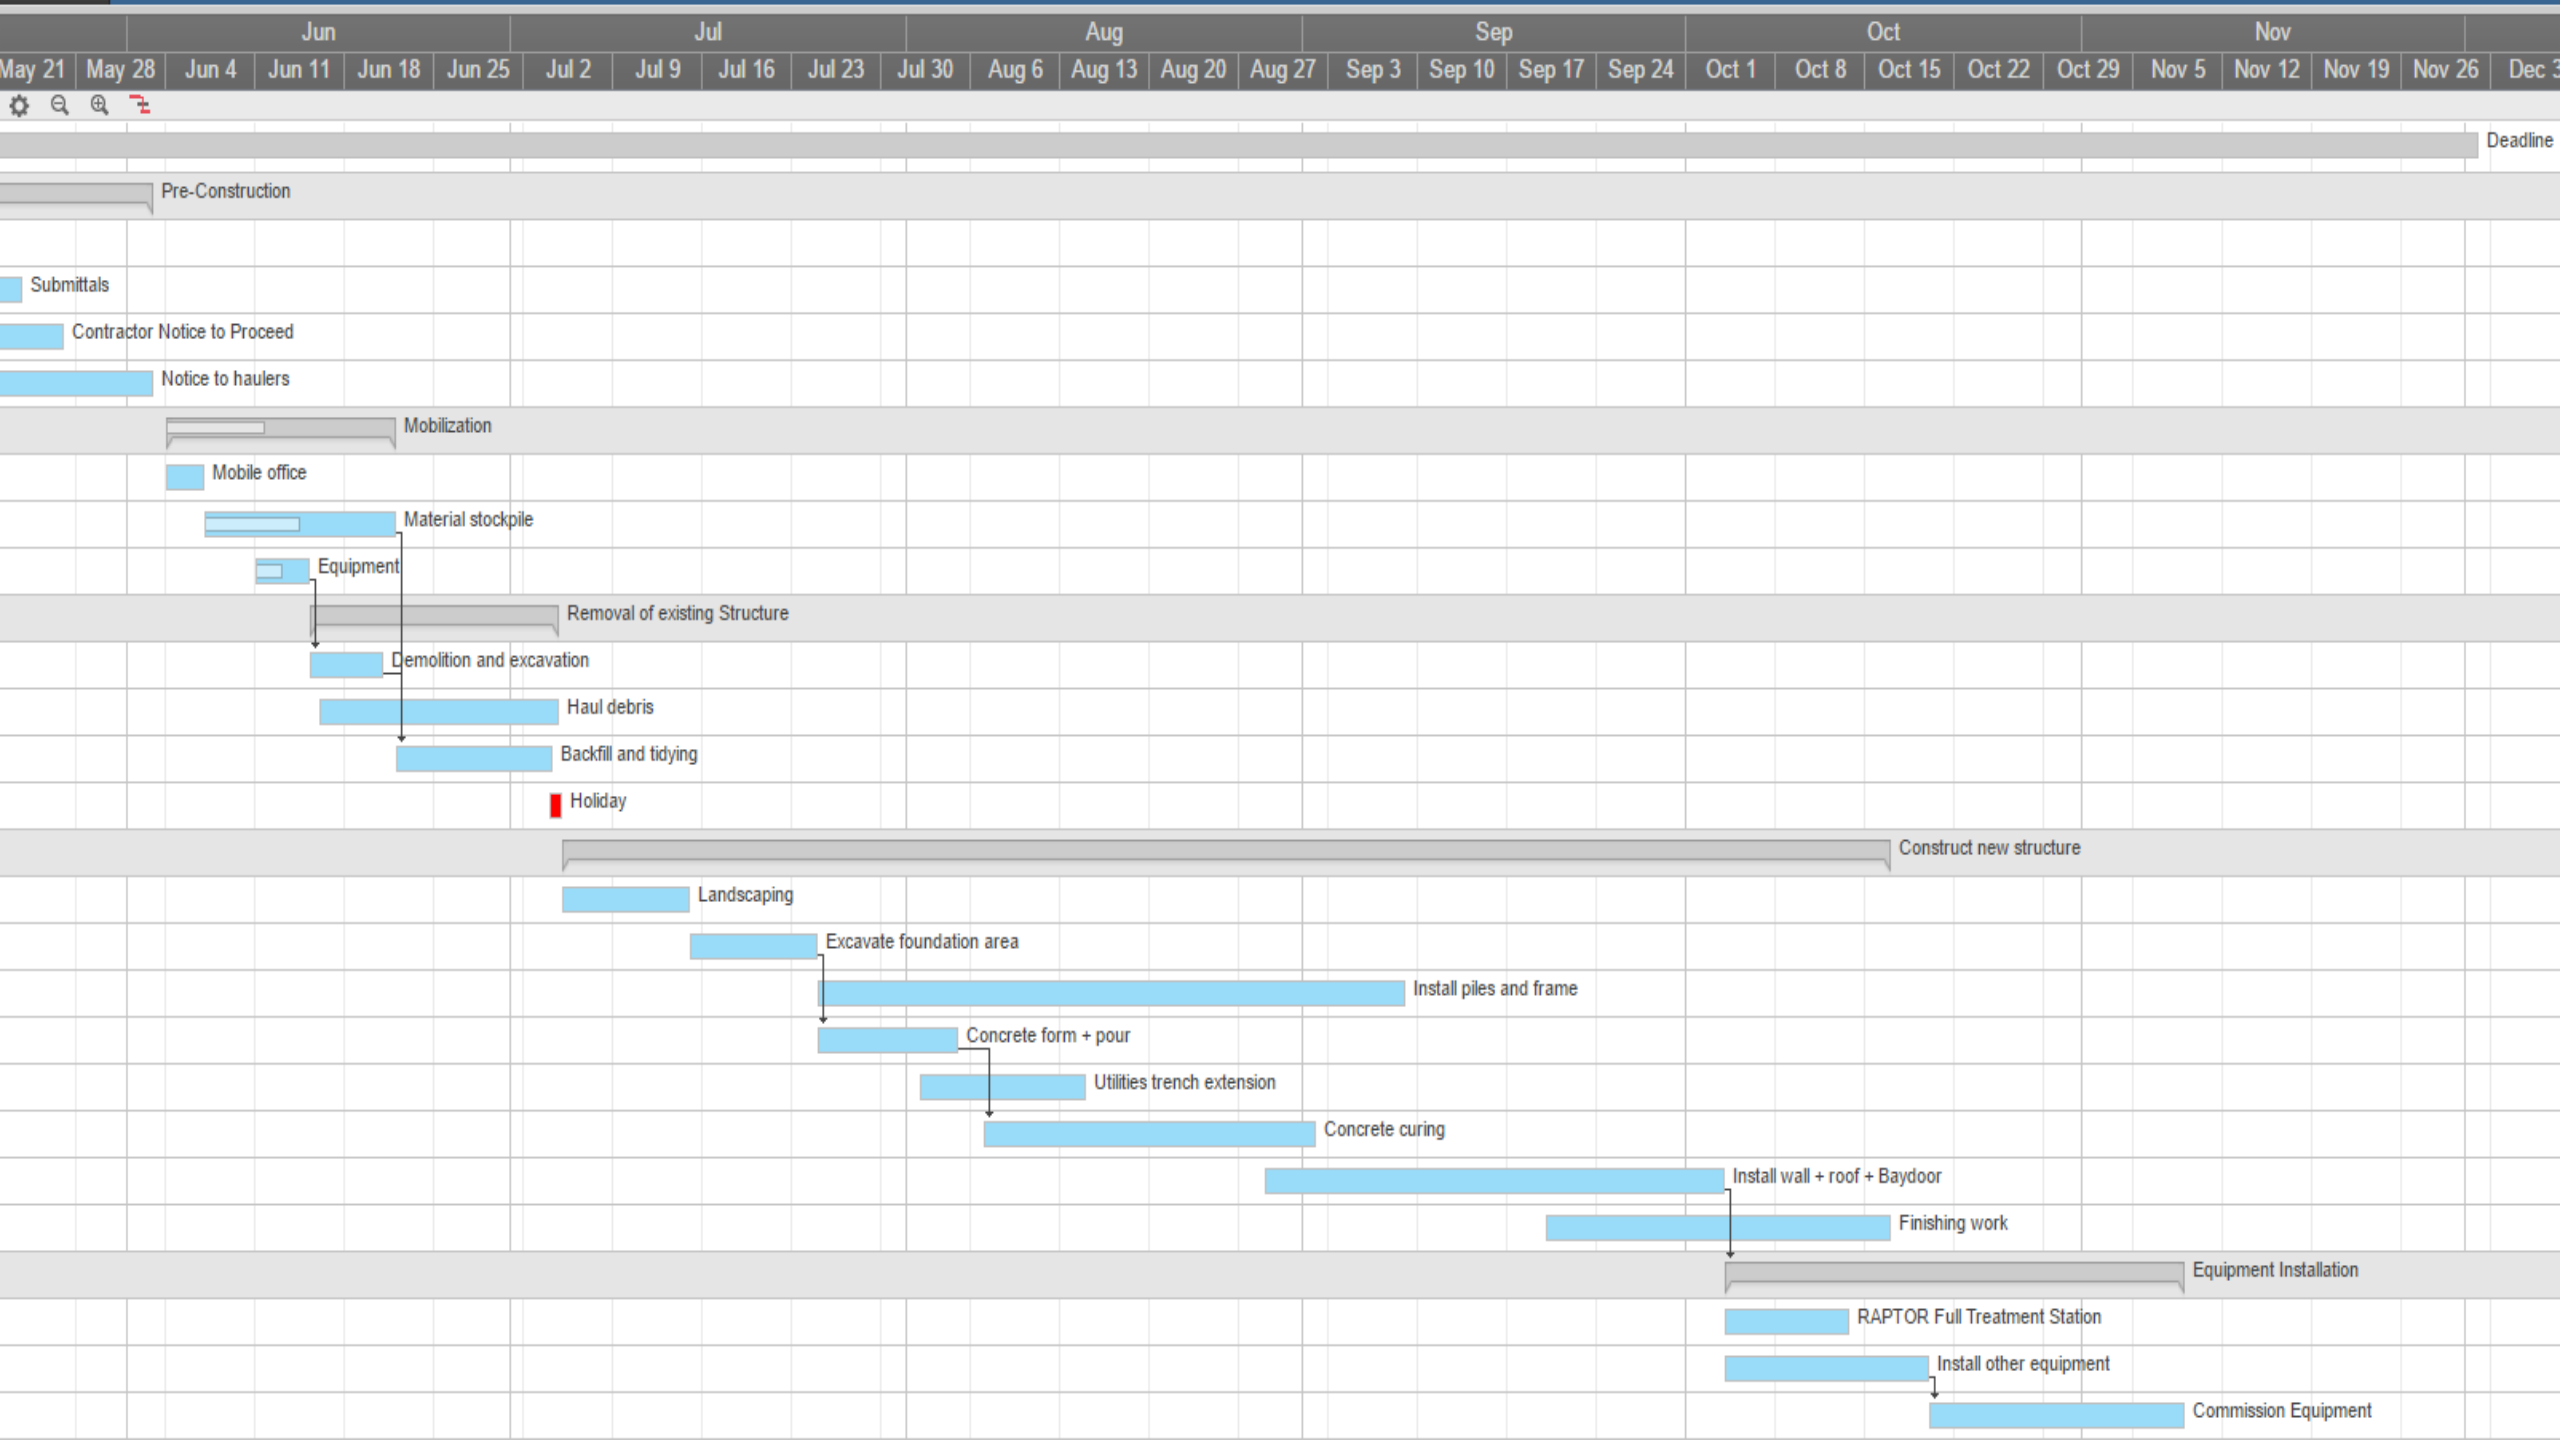 Jun Jul Aug Sep Oct Nov
May 21 May 28 Jun 4 Jun 11 Jun 18 Jun 25 Jul 2 Jul 9 Jul 16 Jul 23 Jul 30 Aug 6 Aug 13 Aug 20 Aug 27 Sep 3 Sep 10 Sep 17 Sep 24 Oct 1 Oct 8 Oct 15 Oct 22 Oct 29 Nov 5 Nov 12 Nov 19 Nov 26 Dec 3
Deadline
Pre-Construction
Submittals
Contractor Notice to Proceed
Notice to haulers
Mobilization
Mobile office
Material stockpile
Equipment
Removal of existing Structure
Demolition and excavation
Haul debris
Backfill and tidying
Holiday
Construct new structure
Landscaping
Excavate foundation area
Install piles and frame
Concrete form + pour
Utilities trench extension
Concrete curing
Install wall + roof + Baydoor
Finishing work
Equipment Installation
RAPTOR Full Treatment Station
Install other equipment
Commission Equipment